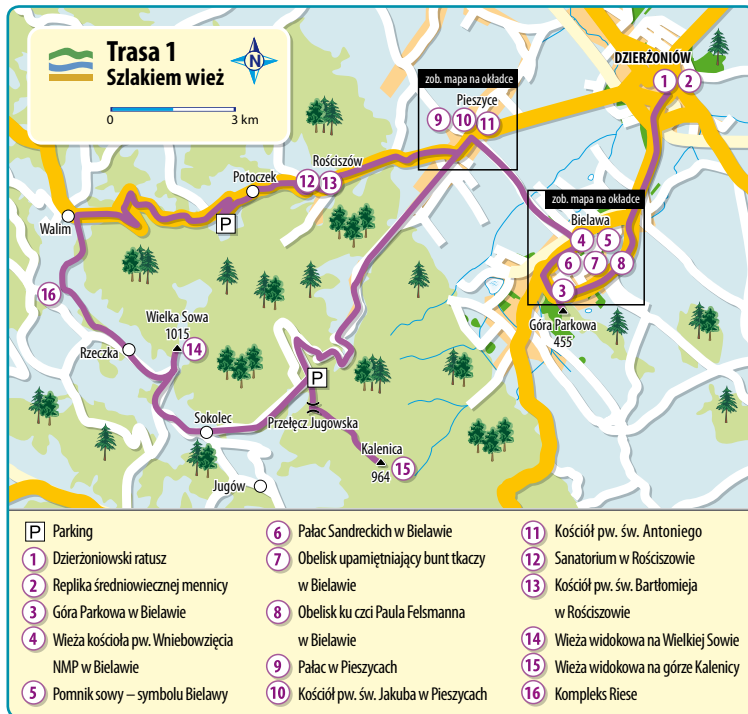 Trasa 1
Szlakiem wież
N
0 3 km
DZIERŻONIÓW
1 2
zob. mapa na okładce
Pieszyce
9 10 11
Rościszów
12 13
Potoczek
P
Walim
zob. mapa na okładce
Bielawa
4 5
6 7 8
3
Góra Parkowa
455
16
Wielka Sowa
1015
14
Rzeczka
P
Sokolec
Przełęcz Jugowska
Kalenica
964
15
Jugów
P Parking
1 Dzierżoniowski ratusz
2 Replika średniowiecznej mennicy
3 Góra Parkowa w Bielawie
4 Wieża kościoła pw. Wniebowzięcia
NMP w Bielawie
5 Pomnik sowy – symbolu Bielawy
6 Pałac Sandreckich w Bielawie
7 Obelisk upamiętniający bunt tkaczy
w Bielawie
8 Obelisk ku czci Paula Felsmanna
w Bielawie
9 Pałac w Pieszycach
10 Kościół pw. św. Jakuba w Pieszycach
11 Kościół pw. św. Antoniego
12 Sanatorium w Rościszowie
13 Kościół pw. św. Bartłomieja
w Rościszowie
14 Wieża widokowa na Wielkiej Sowie
15 Wieża widokowa na górze Kalenicy
16 Kompleks Riese